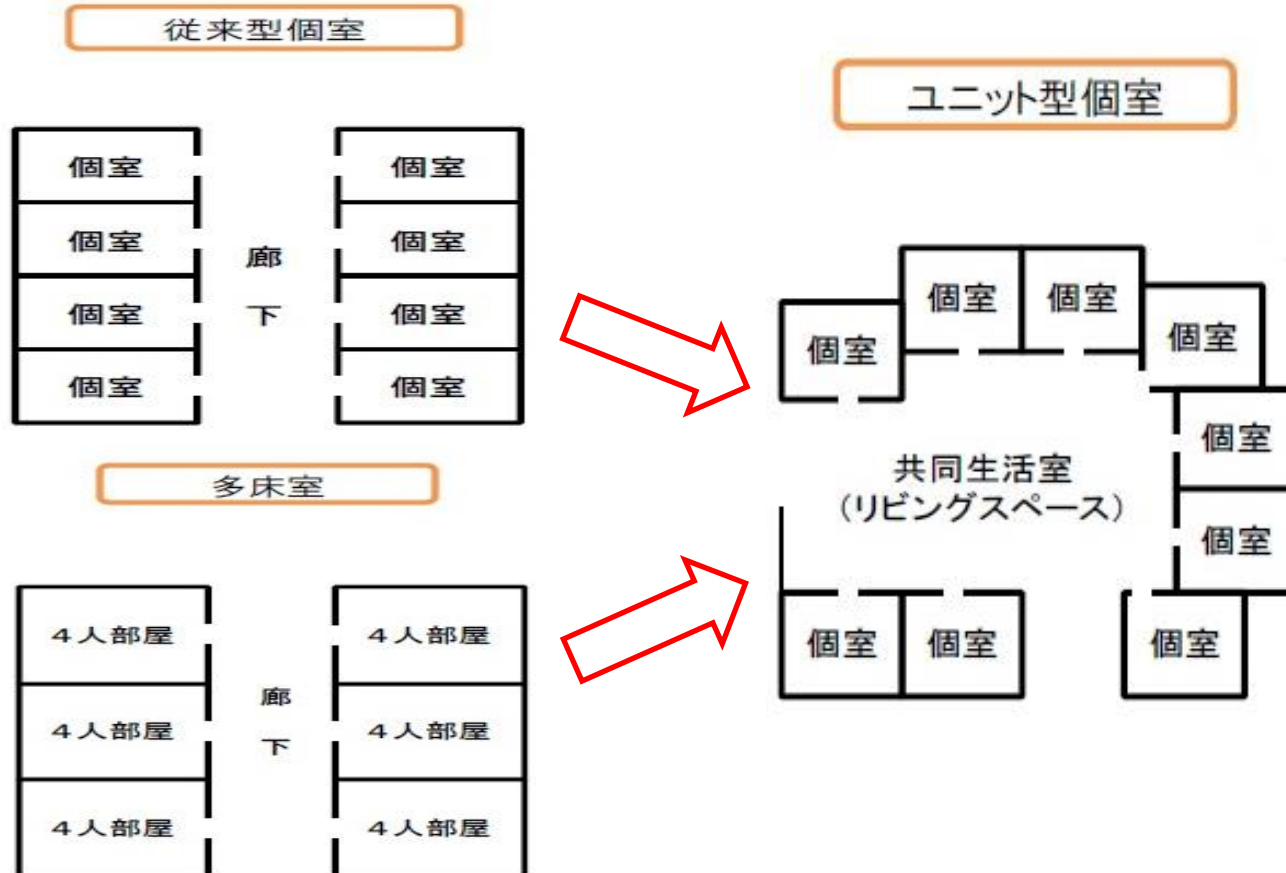 従来型個室
個室
個室
個室
個室
廊
下
個室
個室
個室
個室
多床室
4人部屋
4人部屋
4人部屋
廊
下
4人部屋
4人部屋
4人部屋
ユニット型個室
個室
個室
個室
個室
個室
個室
共同生活室
（リビングスペース）
個室
個室
個室